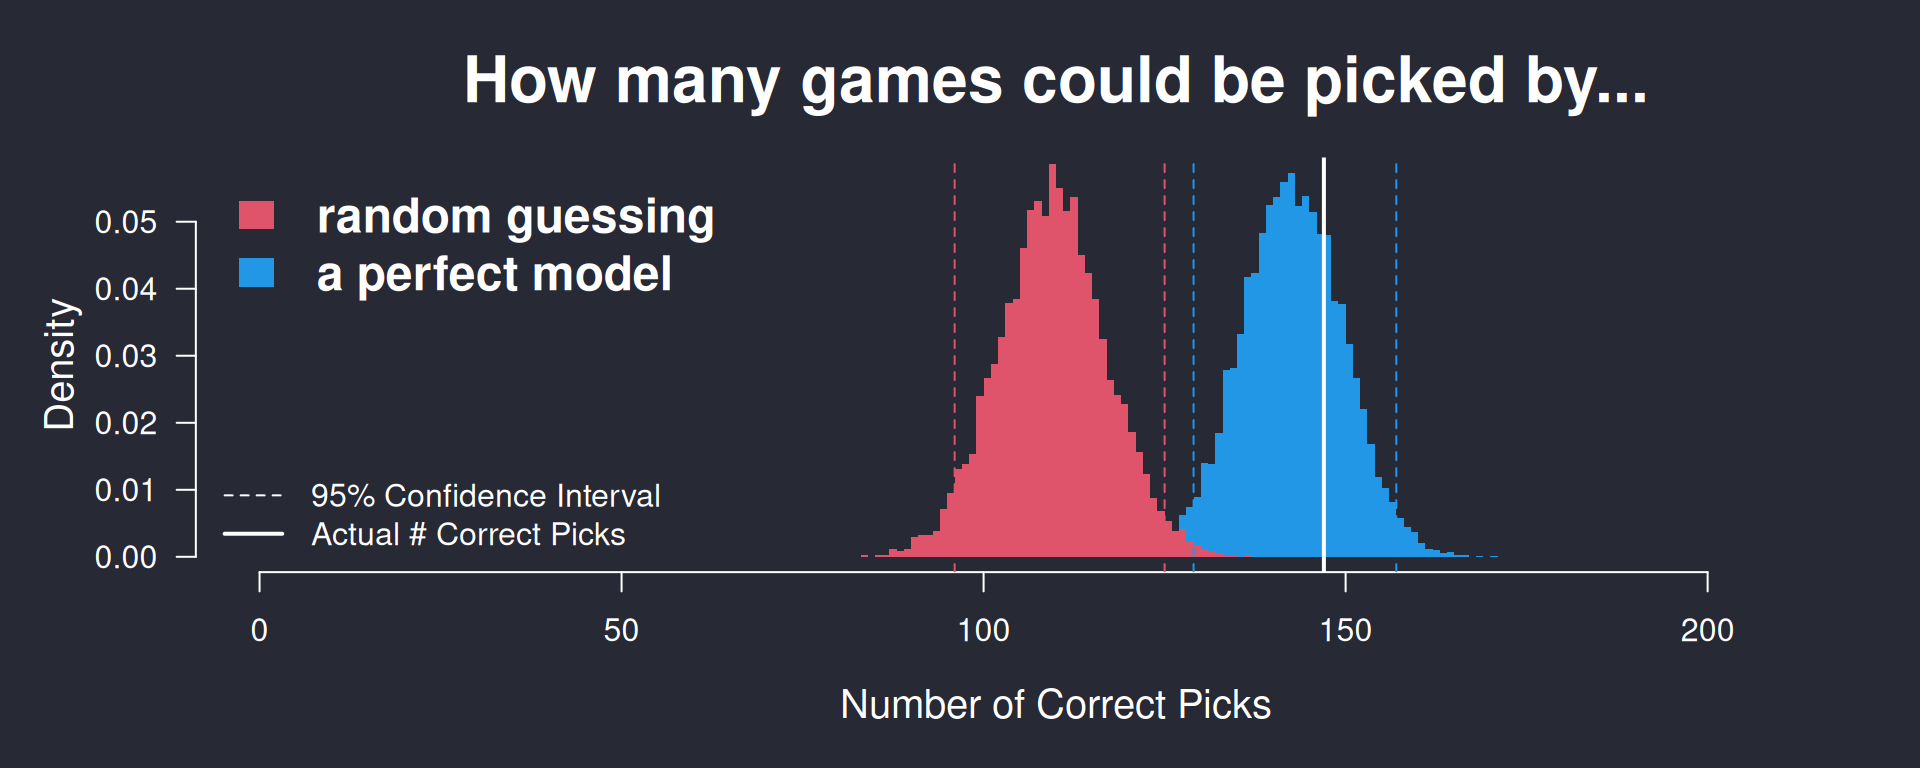 How many games could be picked by...
random guessing
a perfect model
95% Confidence Interval
Actual # Correct Picks
Density
0.05
0.04
0.03
0.02
0.01
0.00
0 50 100 150 200
Number of Correct Picks